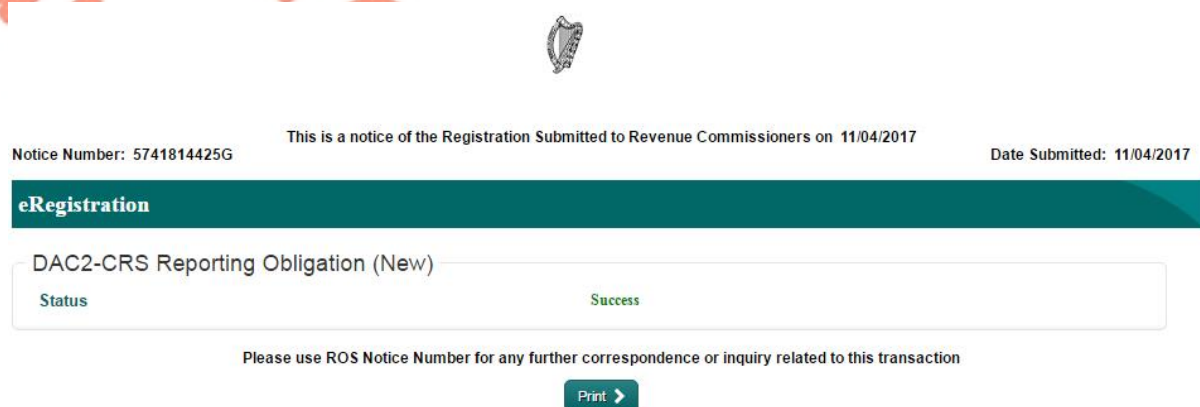 This is a notice of the Registration Submitted to Revenue Commissioners on 11/04/2017
Notice Number: 5741814425G
Date Submitted: 11/04/2017
eRegistration
DAC2-CRS Reporting Obligation (New)
Status Success
Please use ROS Notice Number for any further correspondence or inquiry related to this transaction
Print